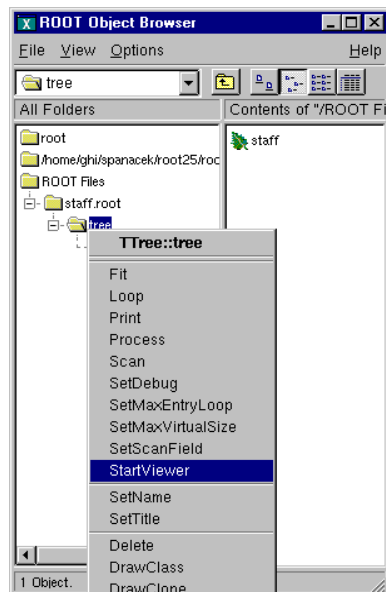 ROOT Object Browser
File View Options Help
tree
All Folders Contents of "/ROOT Fi
root
/home/ghi/spanacek/root25/roo
ROOT Files
staff.root
tree
staff
TTree::tree
Fit
Loop
Print
Process
Scan
SetDebug
SetMaxEntryLoop
SetMaxVirtualSize
SetScanField
StartViewer
SetName
SetTitle
Delete
DrawClass
DrawClone
1 Object.